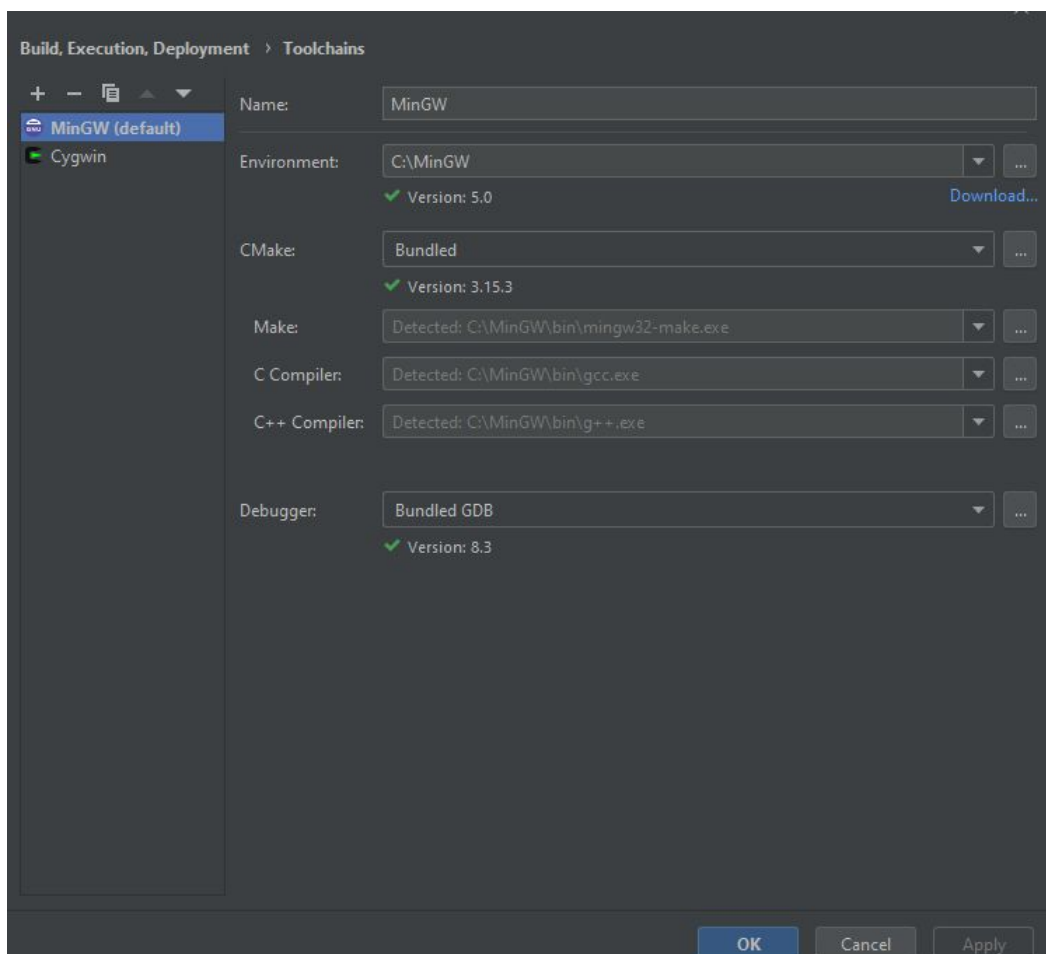 Build, Execution, Deployment › Toolchains
MinGW (default)
Cygwin
Name: MinGW
Environment: C:\MinGW
Version: 5.0 Download...
CMake: Bundled
Version: 3.15.3
Make: Detected: C:\MinGW\bin\mingw32-make.exe
C Compiler: Detected: C:\MinGW\bin\gcc.exe
C++ Compiler: Detected: C:\MinGW\bin\g++.exe
Debugger: Bundled GDB
Version: 8.3
OK Cancel Apply